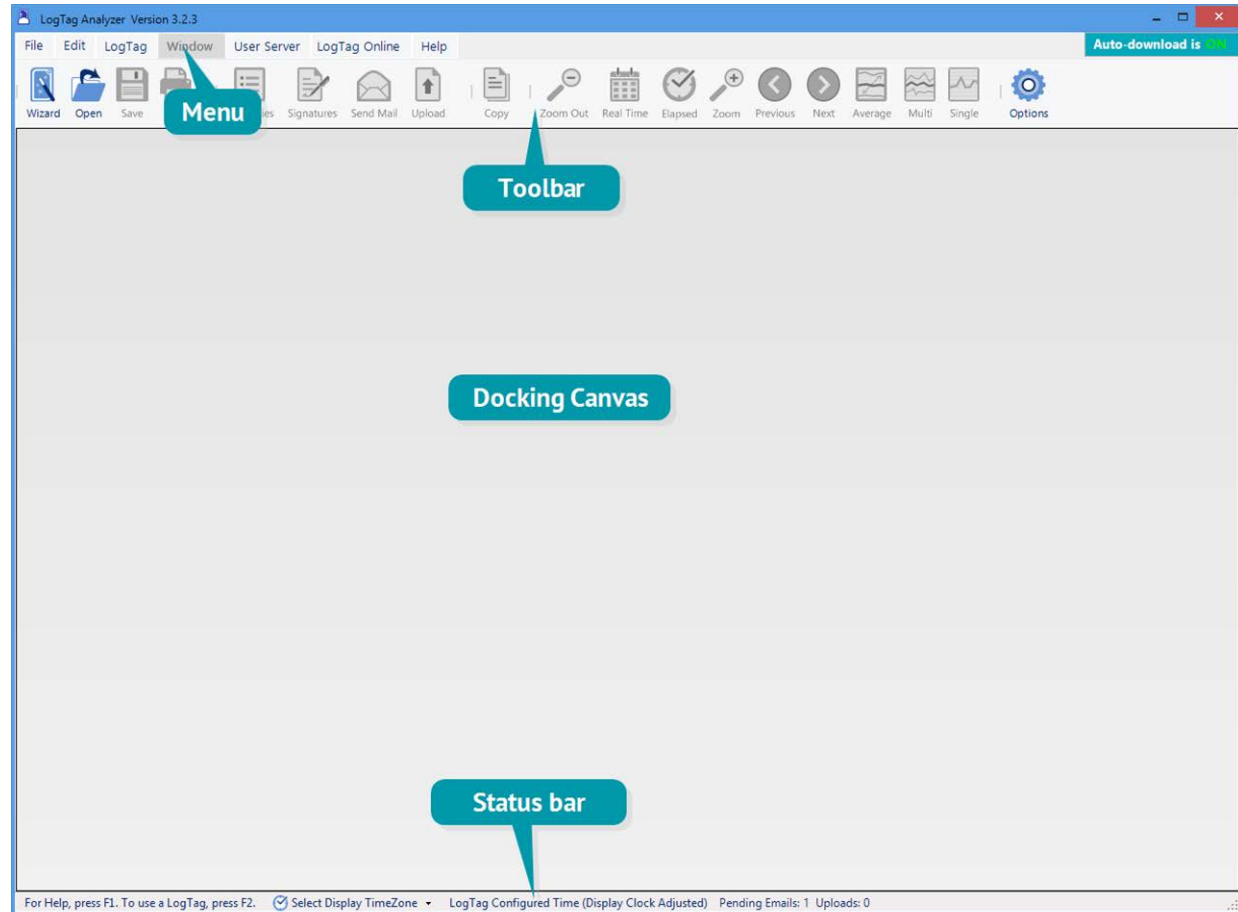 LogTag Analyzer Version 3.2.3
File Edit LogTag Window User Server LogTag Online Help Auto-download is ON
Wizard Open Save Signatures Send Mail Upload Copy Zoom Out Real Time Elapsed Zoom Previous Next Average Multi Single Options
Menu
Toolbar
Docking Canvas
Status bar
For Help, press F1. To use a LogTag, press F2. Select Display TimeZone LogTag Configured Time (Display Clock Adjusted) Pending Emails: 1 Uploads: 0